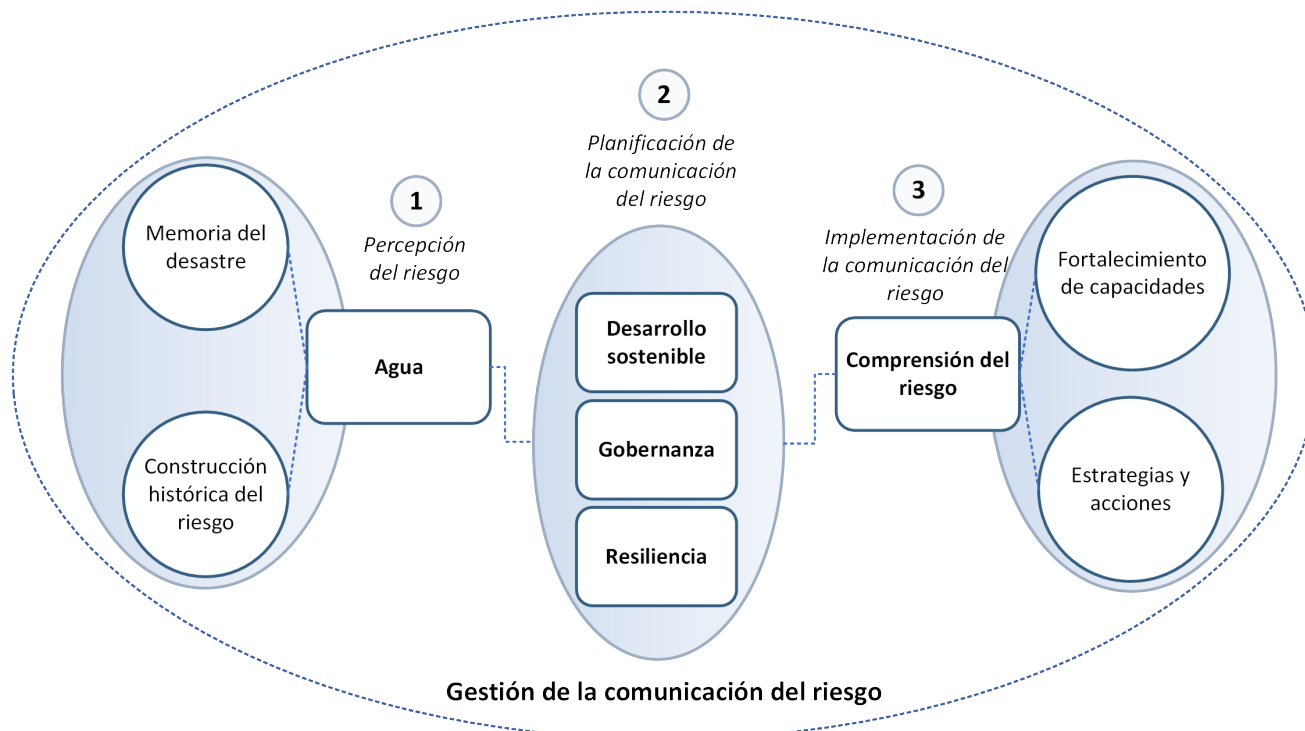 Memoria del
desastre
Construcción
histórica del
riesgo
1
Percepción
del riesgo
Agua
2
Planificación de
la comunicación
del riesgo
Desarrollo
sostenible
Gobernanza
Resiliencia
3
Implementación de
la comunicación del
riesgo
Comprensión del
riesgo
Fortalecimiento
de capacidades
Estrategias y
acciones
Gestión de la comunicación del riesgo